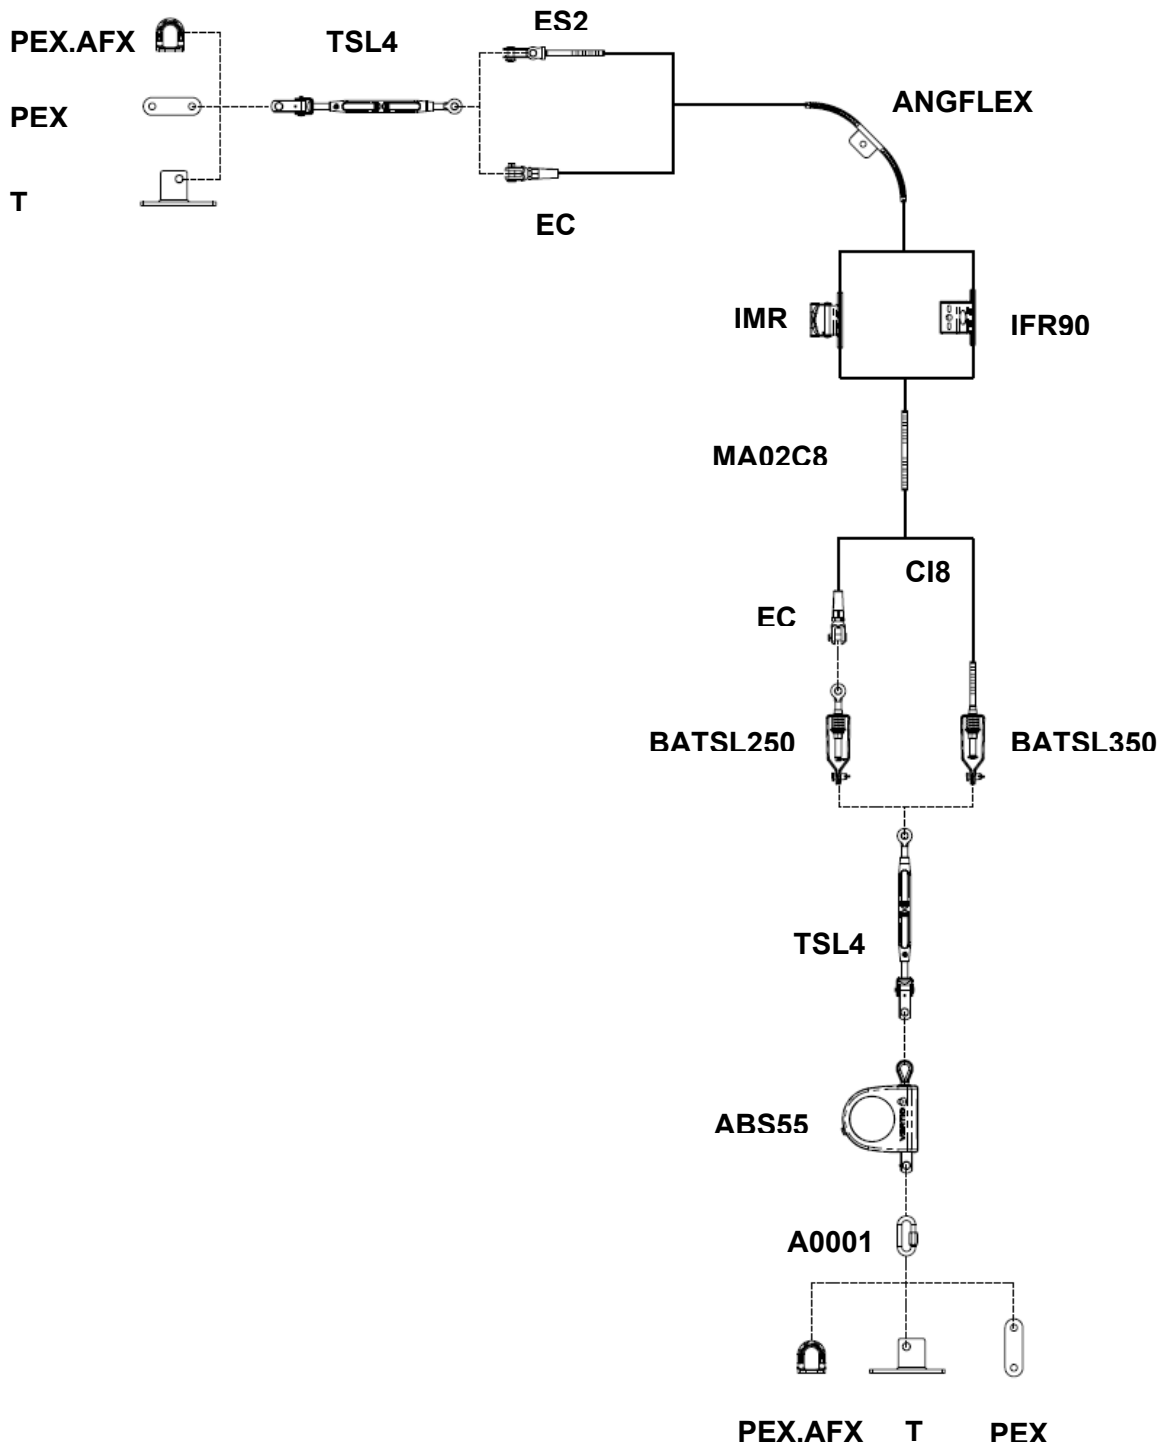 PEX.AFX
TSL4
ES2
PEX
ANGFLEX
T
EC
IMR
IFR90
MA02C8
CI8
EC
BATSL250
BATSL350
TSL4
ABS55
VERTIC
A0001
PEX.AFX
T
PEX